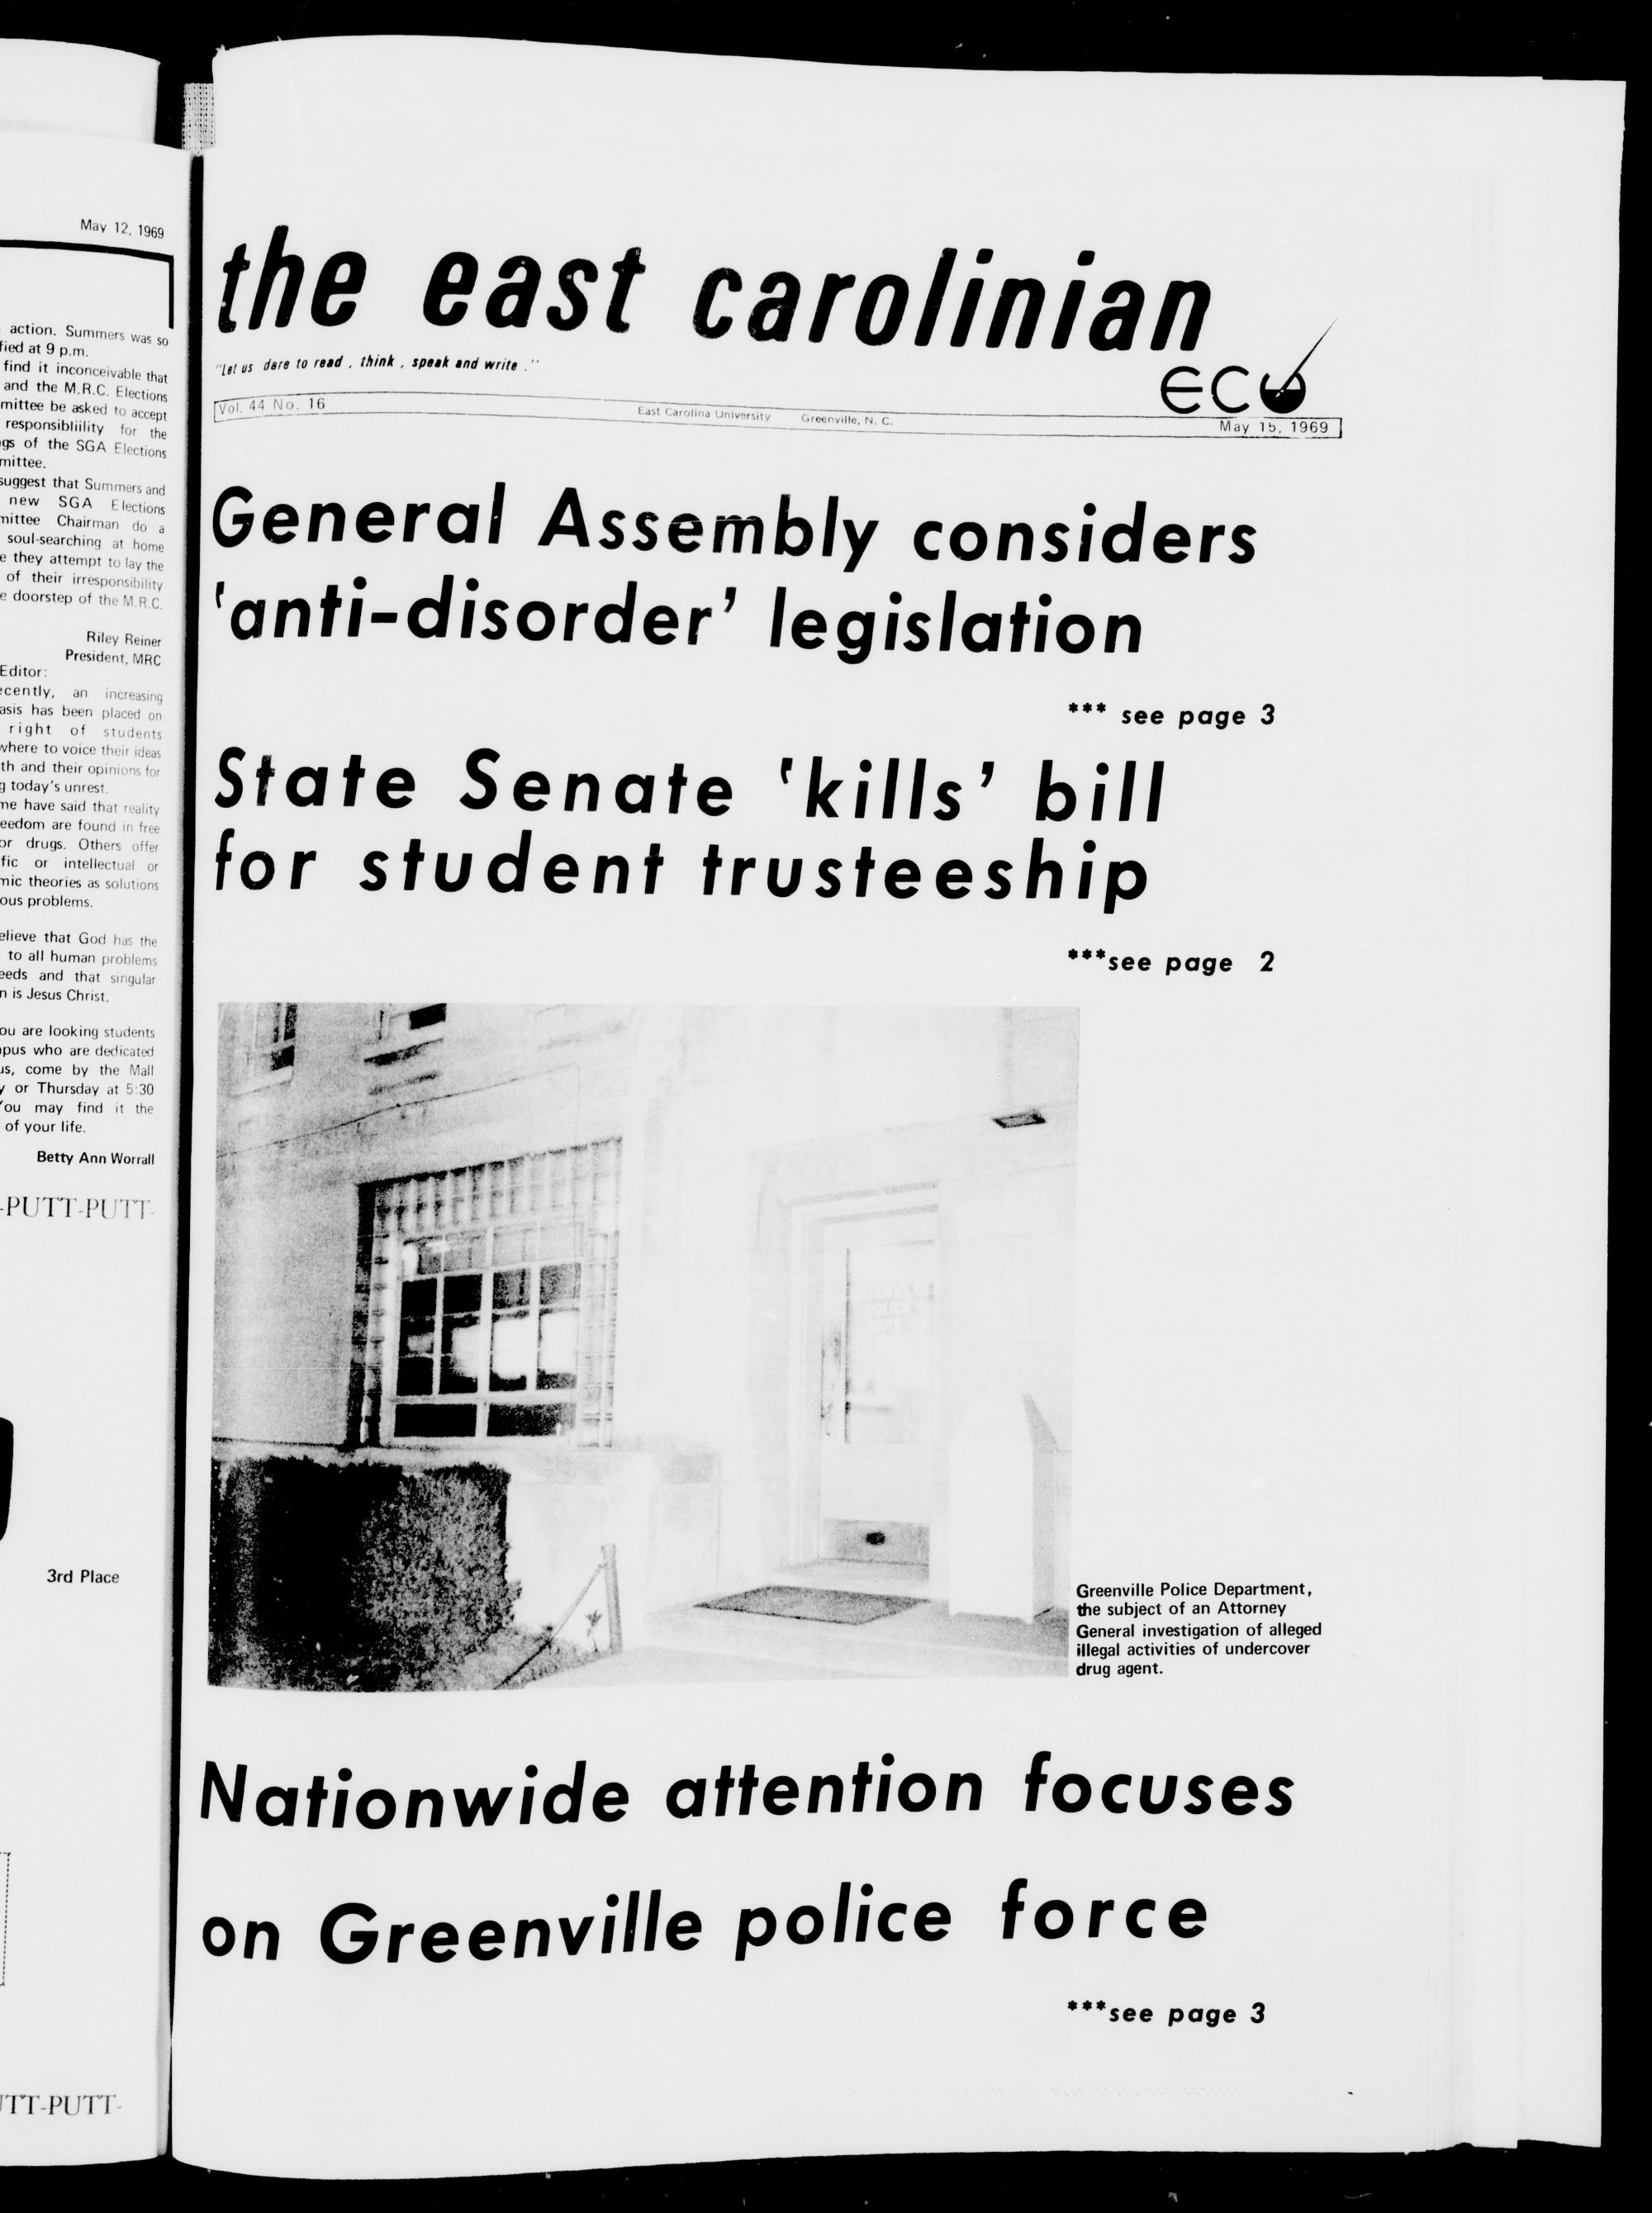 May 12, 1969
action. Summers was so
fied at 9 p.m.
find it inconceivable that
and the M.R.C. Elections
mittee be asked to accept
responsibliility for the
gs of the SGA Elections
mittee.
suggest that Summers and
new SGA Elections
mittee Chairman do a
soul-searching at home
e they attempt to lay the
of their irresponsibility
e doorstep of the M.R.C.
Riley Reiner
President, MRC
Editor:
ecently, an increasing
asis has been placed on
right of students
where to voice their ideas
th and their opinions for
g today's unrest.
me have said that reality
eedom are found in free
or drugs. Others offer
fic or intellectual or
mic theories as solutions
ous problems.
elieve that God has the
to all human problems
eeds and that singular
n is Jesus Christ.
ou are looking students
pus who are dedicated
us, come by the Mall
y or Thursday at 5:30
You may find it the
of your life.
Betty Ann Worrall
-PUTT-PUTT-
3rd Place
UTT-PUTT-
the east carolinian
"Let us dare to read , think , speak and write ."
ECU
Vol. 44 No. 16 East Carolina University Greenville, N. C. May 15, 1969
General Assembly considers
'anti-disorder' legislation
*** see page 3
State Senate 'kills' bill
for student trusteeship
***see page 2
Greenville Police Department,
the subject of an Attorney
General investigation of alleged
illegal activities of undercover
drug agent.
Nationwide attention focuses
on Greenville police force
***see page 3